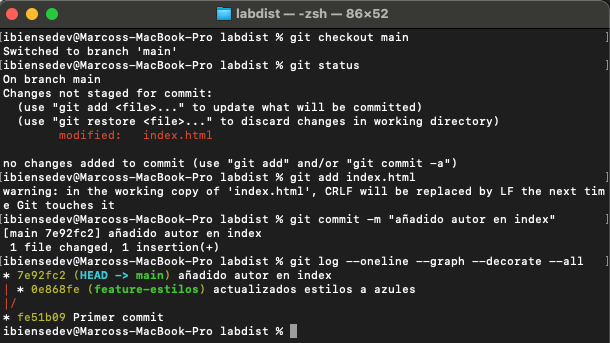 labdist — -zsh — 86×52
[ibiensedev@Marcoss-MacBook-Pro labdist % git checkout main ]
Switched to branch 'main'
[ibiensedev@Marcoss-MacBook-Pro labdist % git status ]
On branch main
Changes not staged for commit:
(use "git add <file>..." to update what will be committed)
(use "git restore <file>..." to discard changes in working directory)
modified: index.html
no changes added to commit (use "git add" and/or "git commit -a")
[ibiensedev@Marcoss-MacBook-Pro labdist % git add index.html ]
warning: in the working copy of 'index.html', CRLF will be replaced by LF the next tim
e Git touches it
[ibiensedev@Marcoss-MacBook-Pro labdist % git commit -m "añadido autor en index" ]
[main 7e92fc2] añadido autor en index
1 file changed, 1 insertion(+)
[ibiensedev@Marcoss-MacBook-Pro labdist % git log --oneline --graph --decorate --all ]
* 7e92fc2 (HEAD -> main) añadido autor en index
| * 0e868fe (feature-estilos) actualizados estilos a azules
|/
* fe51b09 Primer commit
ibiensedev@Marcoss-MacBook-Pro labdist %